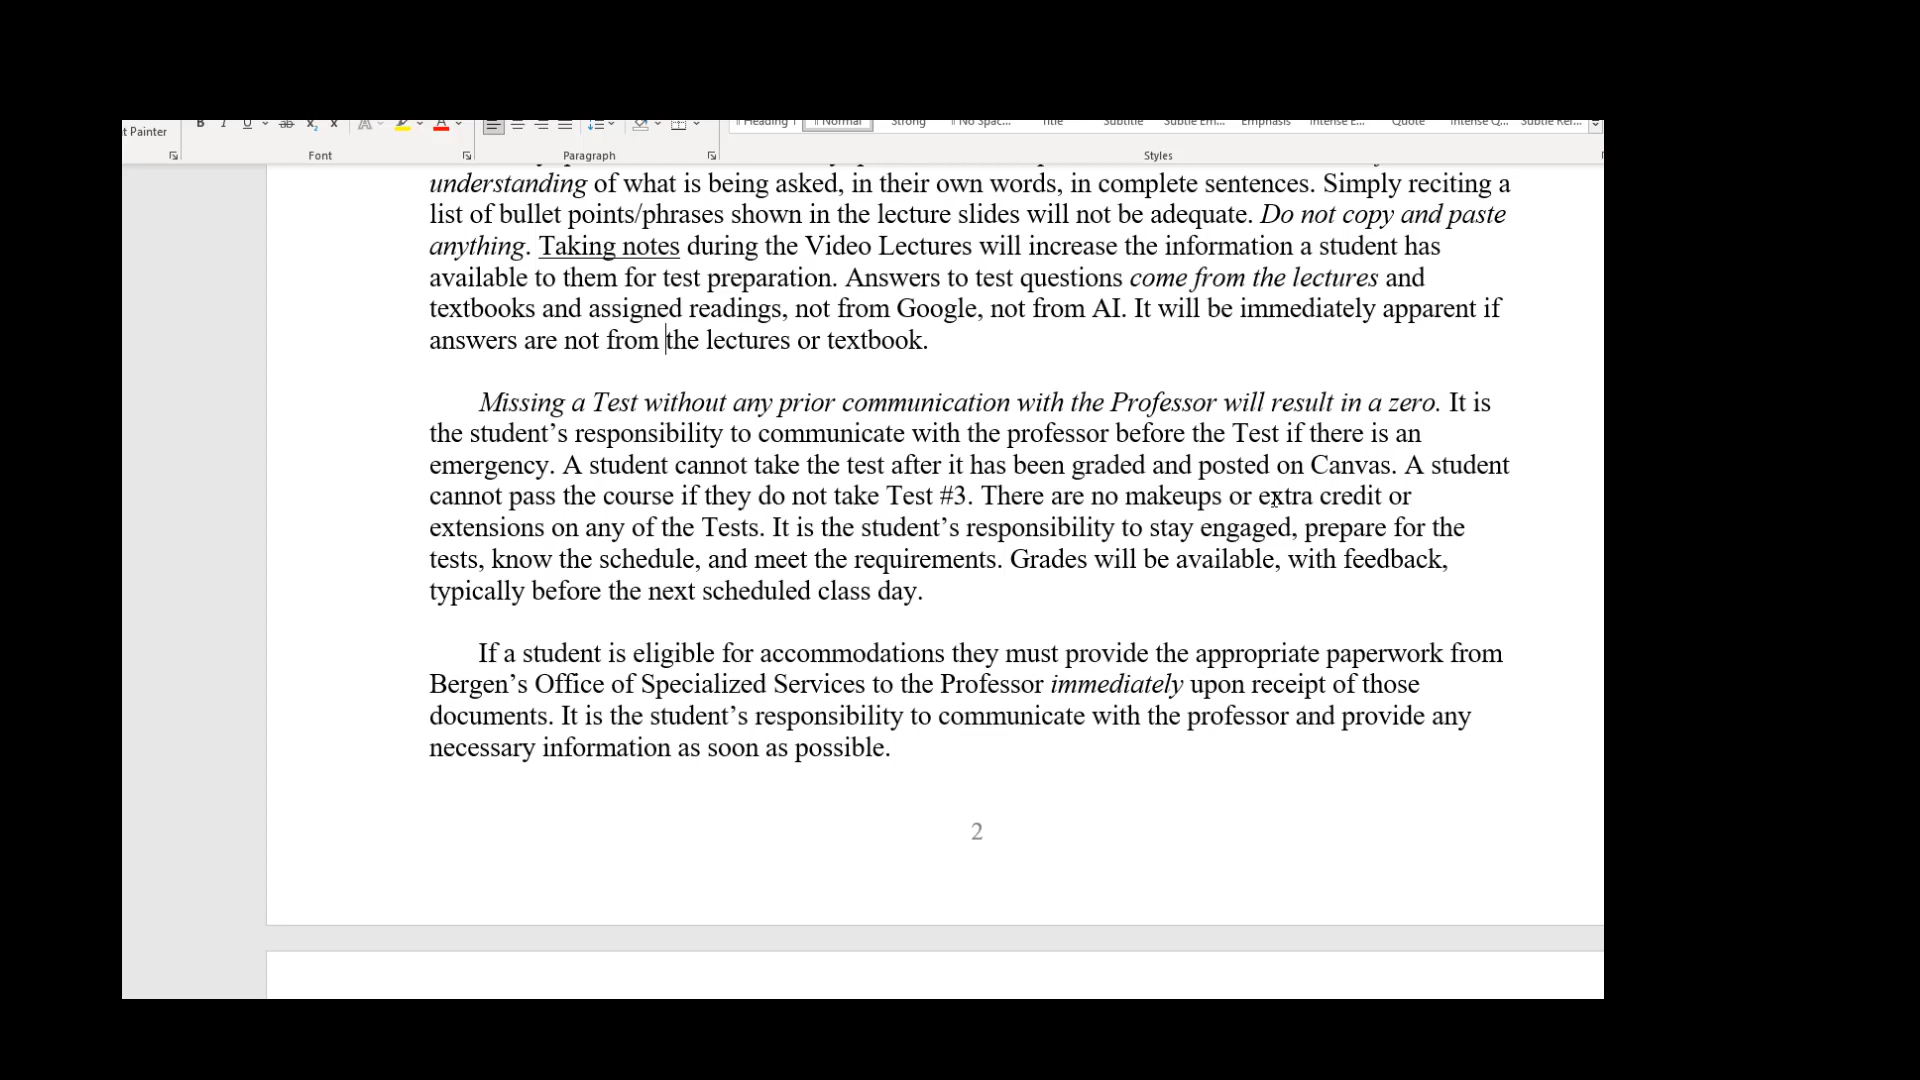 t Painter
B I U ab x x A A
Heading 1 Normal Strong No Spac... Title Subtitle Subtle Em... Emphasis Intense E... Quote Intense Q... Subtle Ref...
Font Paragraph Styles
understanding of what is being asked, in their own words, in complete sentences. Simply reciting a
list of bullet points/phrases shown in the lecture slides will not be adequate. Do not copy and paste
anything. Taking notes during the Video Lectures will increase the information a student has
available to them for test preparation. Answers to test questions come from the lectures and
textbooks and assigned readings, not from Google, not from AI. It will be immediately apparent if
answers are not from the lectures or textbook.
Missing a Test without any prior communication with the Professor will result in a zero. It is
the student’s responsibility to communicate with the professor before the Test if there is an
emergency. A student cannot take the test after it has been graded and posted on Canvas. A student
cannot pass the course if they do not take Test #3. There are no makeups or extra credit or
extensions on any of the Tests. It is the student’s responsibility to stay engaged, prepare for the
tests, know the schedule, and meet the requirements. Grades will be available, with feedback,
typically before the next scheduled class day.
If a student is eligible for accommodations they must provide the appropriate paperwork from
Bergen’s Office of Specialized Services to the Professor immediately upon receipt of those
documents. It is the student’s responsibility to communicate with the professor and provide any
necessary information as soon as possible.
2